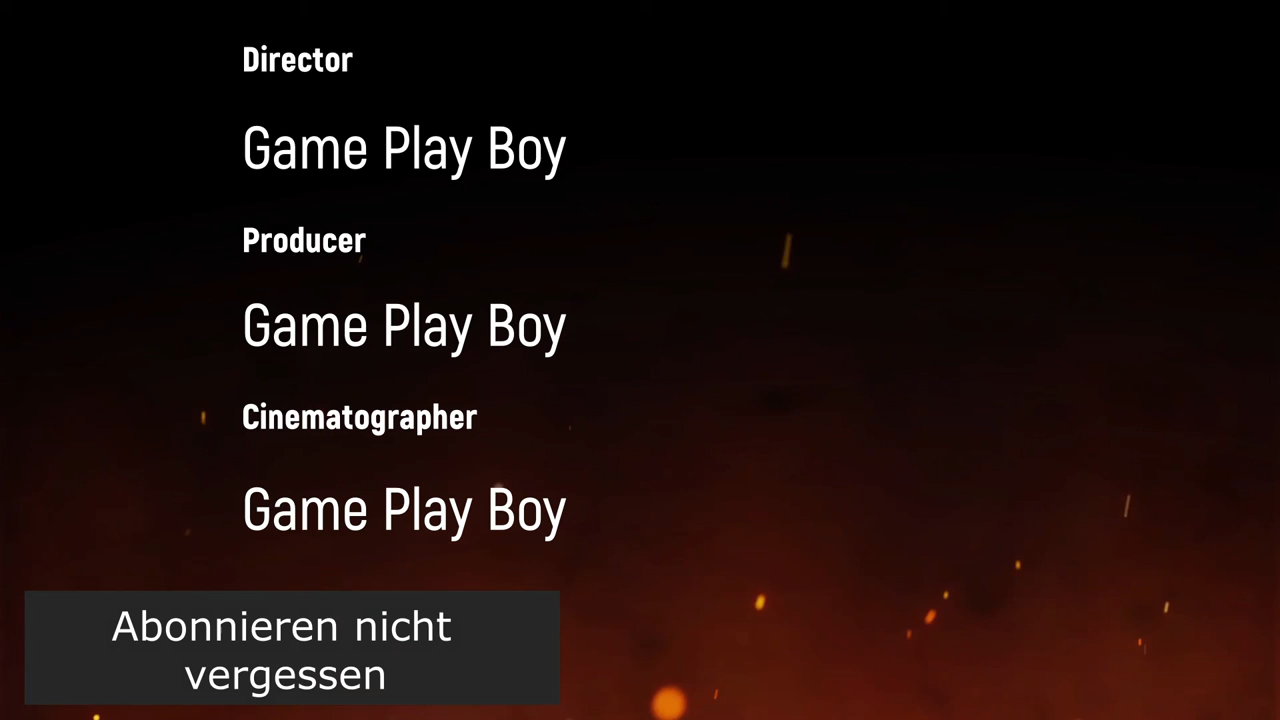 Director
Game Play Boy
Producer
Game Play Boy
Cinematographer
Game Play Boy
Abonnieren nicht
vergessen